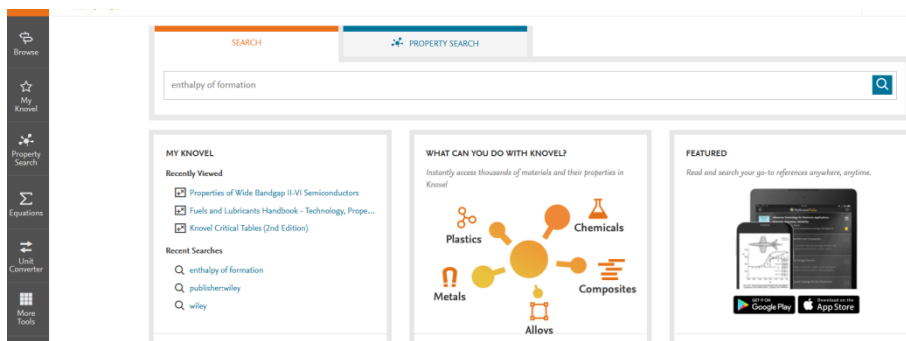 Browse
My
Knovel
Property
Search
Equations
Unit
Converter
More
Tools
SEARCH
PROPERTY SEARCH
enthalpy of formation
MY KNOVEL
Recently Viewed
Properties of Wide Bandgap II-VI Semiconductors
Fuels and Lubricants Handbook - Technology, Prope...
Knovel Critical Tables (2nd Edition)
Recent Searches
enthalpy of formation
publisher:wiley
wiley
WHAT CAN YOU DO WITH KNOVEL?
Instantly access thousands of materials and their properties in
Knovel
Plastics
Chemicals
Metals
Composites
Alloys
FEATURED
Read and search your go-to references anywhere, anytime.
GET IT ON
Google Play
Download on the
App Store